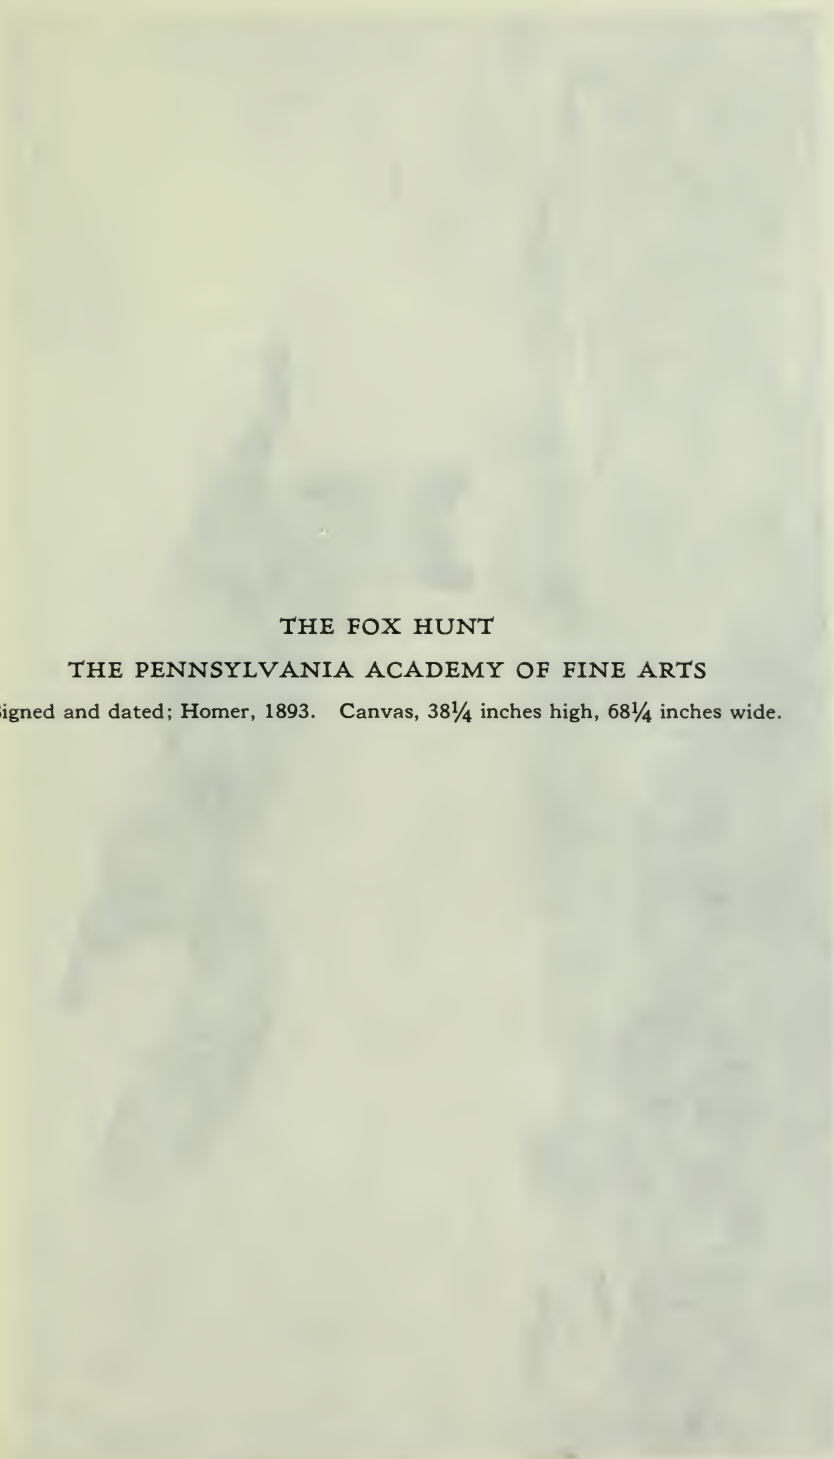 THE FOX HUNT
THE PENNSYLVANIA ACADEMY OF FINE ARTS
igned and dated; Homer, 1893. Canvas, 38¼ inches high, 68¼ inches wide.